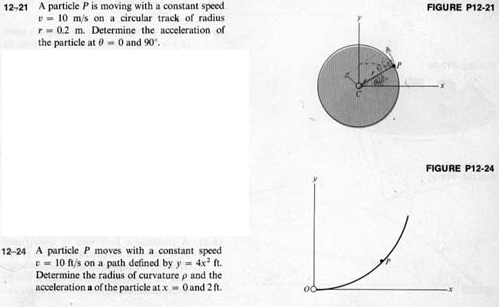 12-21 A particle P is moving with a constant speed
v = 10 m/s on a circular track of radius
r = 0.2 m. Determine the acceleration of
the particle at θ = 0 and 90°.
FIGURE P12-21
y
P
r
C
x
FIGURE P12-24
12-24 A particle P moves with a constant speed
v = 10 ft/s on a path defined by y = 4x² ft.
Determine the radius of curvature ρ and the
acceleration a of the particle at x = 0 and 2 ft.
y
P
O
x